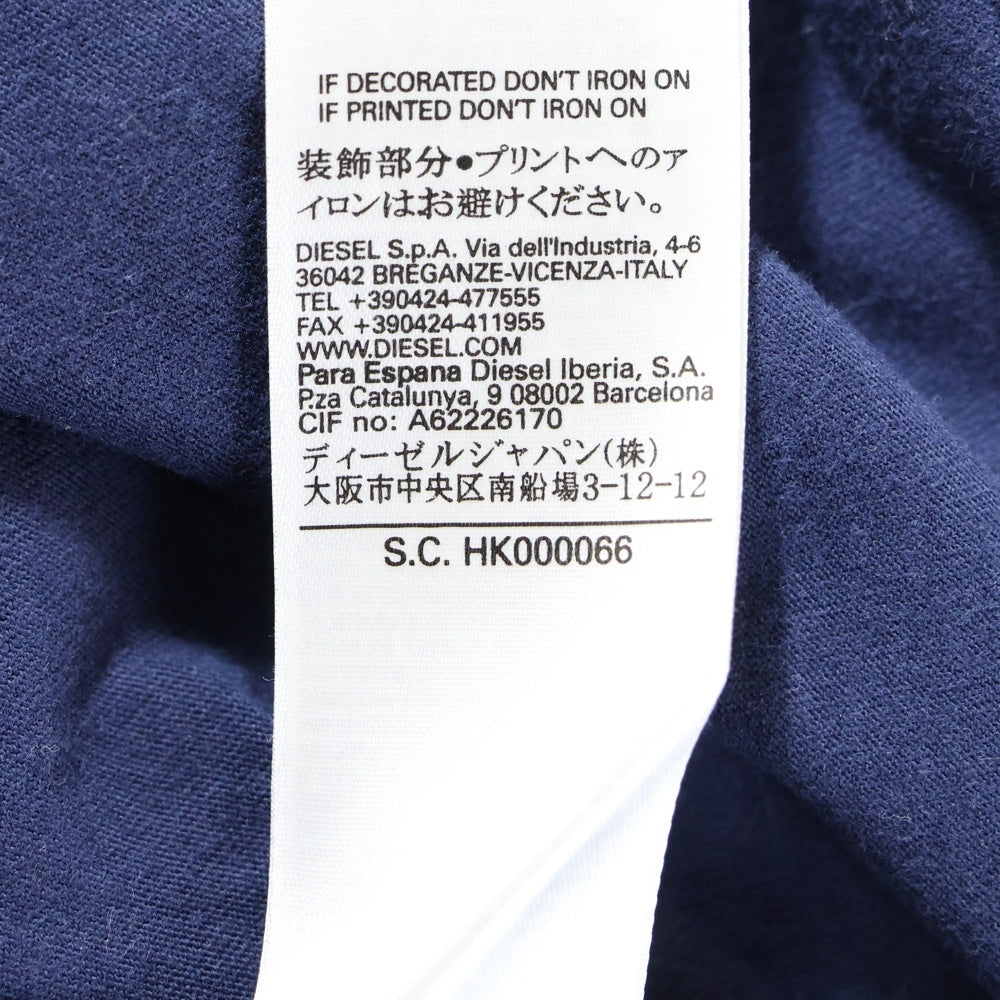 IF DECORATED DON'T IRON ON
IF PRINTED DON'T IRON ON
装飾部分●プリントへのア
イロンはお避けください。
DIESEL S.p.A. Via dell'Industria, 4-6
36042 BREGANZE-VICENZA-ITALY
TEL +390424-477555
FAX +390424-411955
WWW.DIESEL.COM
Para Espana Diesel Iberia, S.A.
P.za Catalunya, 9 08002 Barcelona
CIF no: A62226170
ディーゼルジャパン(株)
大阪市中央区南船場3-12-12
S.C. HK000066